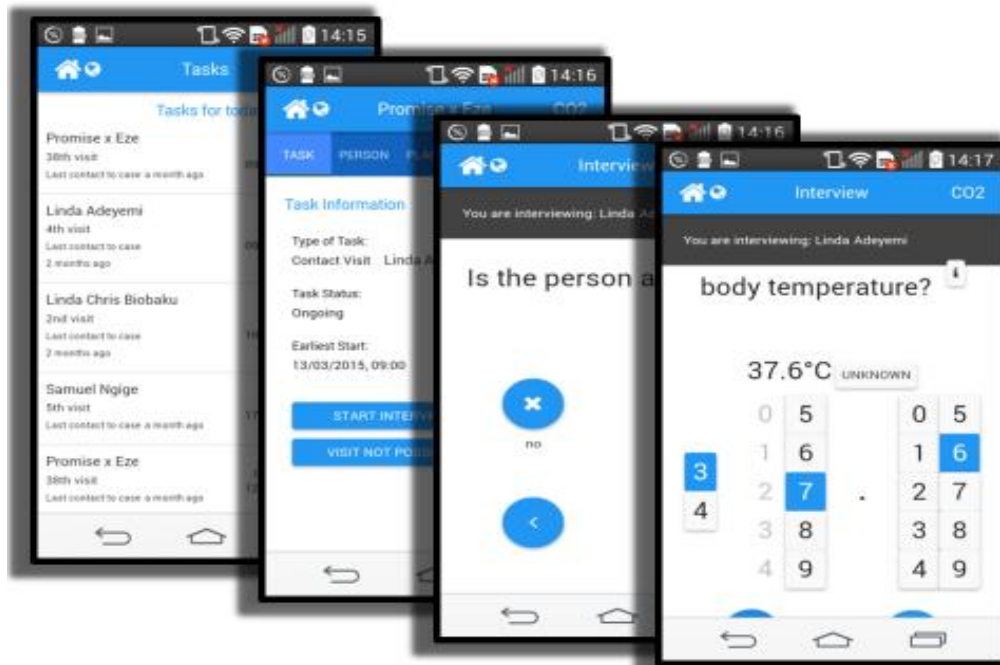 14:15
Tasks
Tasks for
Promise x Eze
38th visit
Last contact to case a month ago
Linda Adeyemi
4th visit
Last contact to case
2 months ago
Linda Chris Biobaku
2nd visit
Last contact to case
2 months ago
Samuel Ngige
5th visit
Last contact to case a month ago
Promise x Eze
38th visit
Last contact to case a month ago
14:16
Promise x Eze CO2
TASK PERSON
Task Information
Type of Task:
Contact Visit Linda
Task Status:
Ongoing
Earliest Start:
13/03/2015, 09:00
START
VISIT NOT
14:16
Interview
You are interviewing: Linda
Is the person
no
<
14:17
Interview CO2
You are interviewing: Linda Adeyemi
body temperature?
i
37.6°C UNKNOWN
0 5 0 5
1 6 1 6
3
2 7 . 2 7
4
3 8 3 8
4 9 4 9